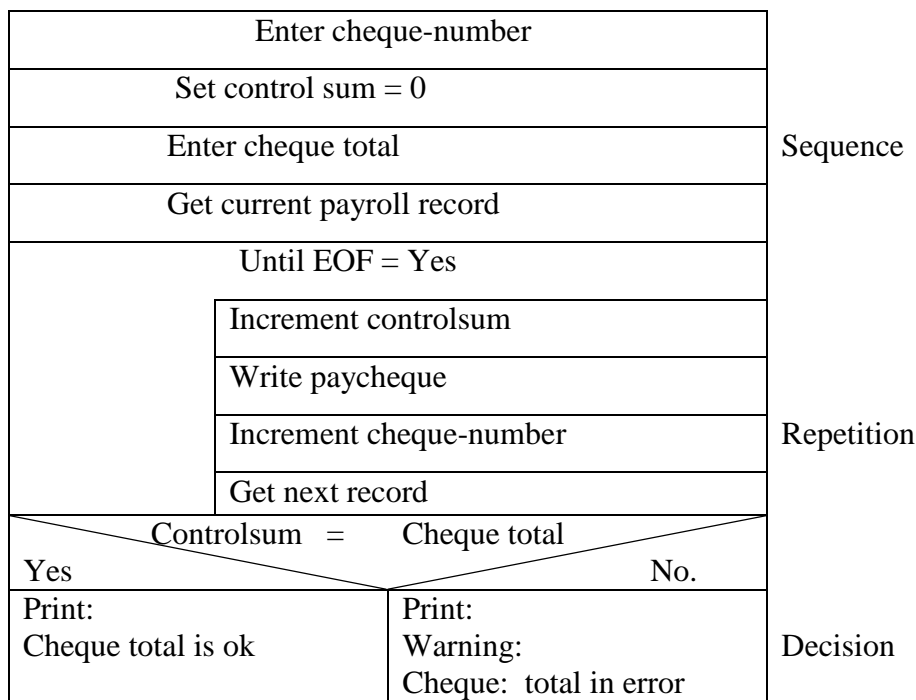 Enter cheque-number
Set control sum = 0
Enter cheque total
Sequence
Get current payroll record
Until EOF = Yes
Increment controlsum
Write paycheque
Increment cheque-number
Repetition
Get next record
Controlsum = Cheque total
Yes No.
Print:
Cheque total is ok
Print:
Warning:
Cheque: total in error
Decision